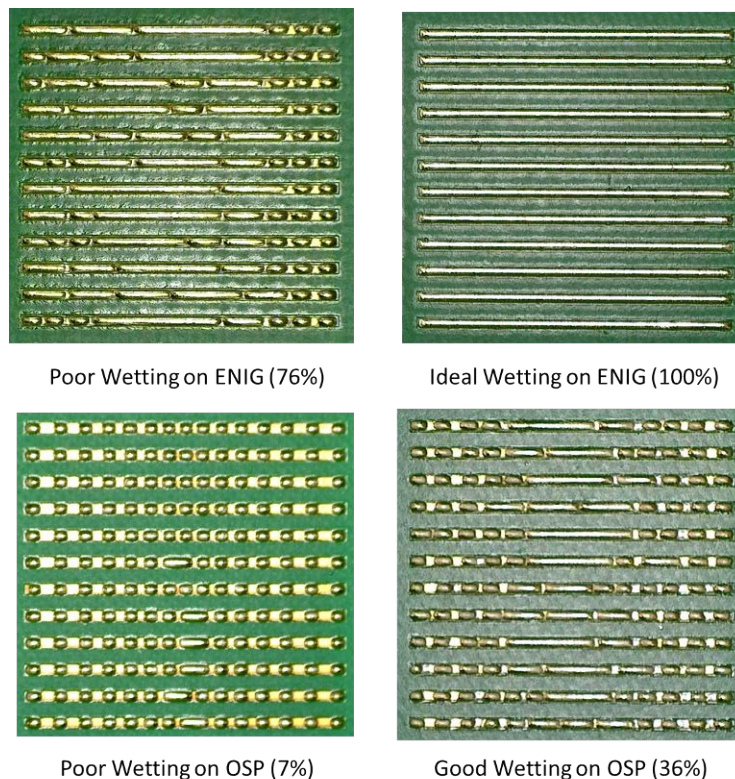 Poor Wetting on ENIG (76%)
Ideal Wetting on ENIG (100%)
Poor Wetting on OSP (7%)
Good Wetting on OSP (36%)